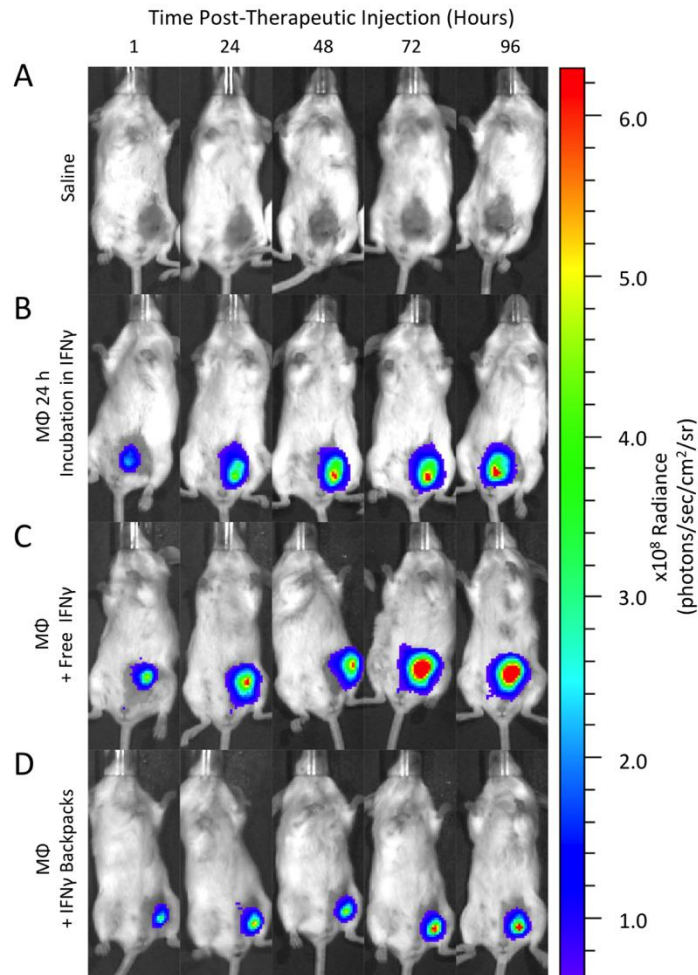 Time Post-Therapeutic Injection (Hours)
1 24 48 72 96
A
Saline
B
MΦ 24 h
Incubation in IFNγ
C
MΦ
+ Free IFNγ
D
MΦ
+ IFNγ Backpacks
6.0
5.0
4.0
3.0
2.0
1.0
x10⁸ Radiance
(photons/sec/cm²/sr)